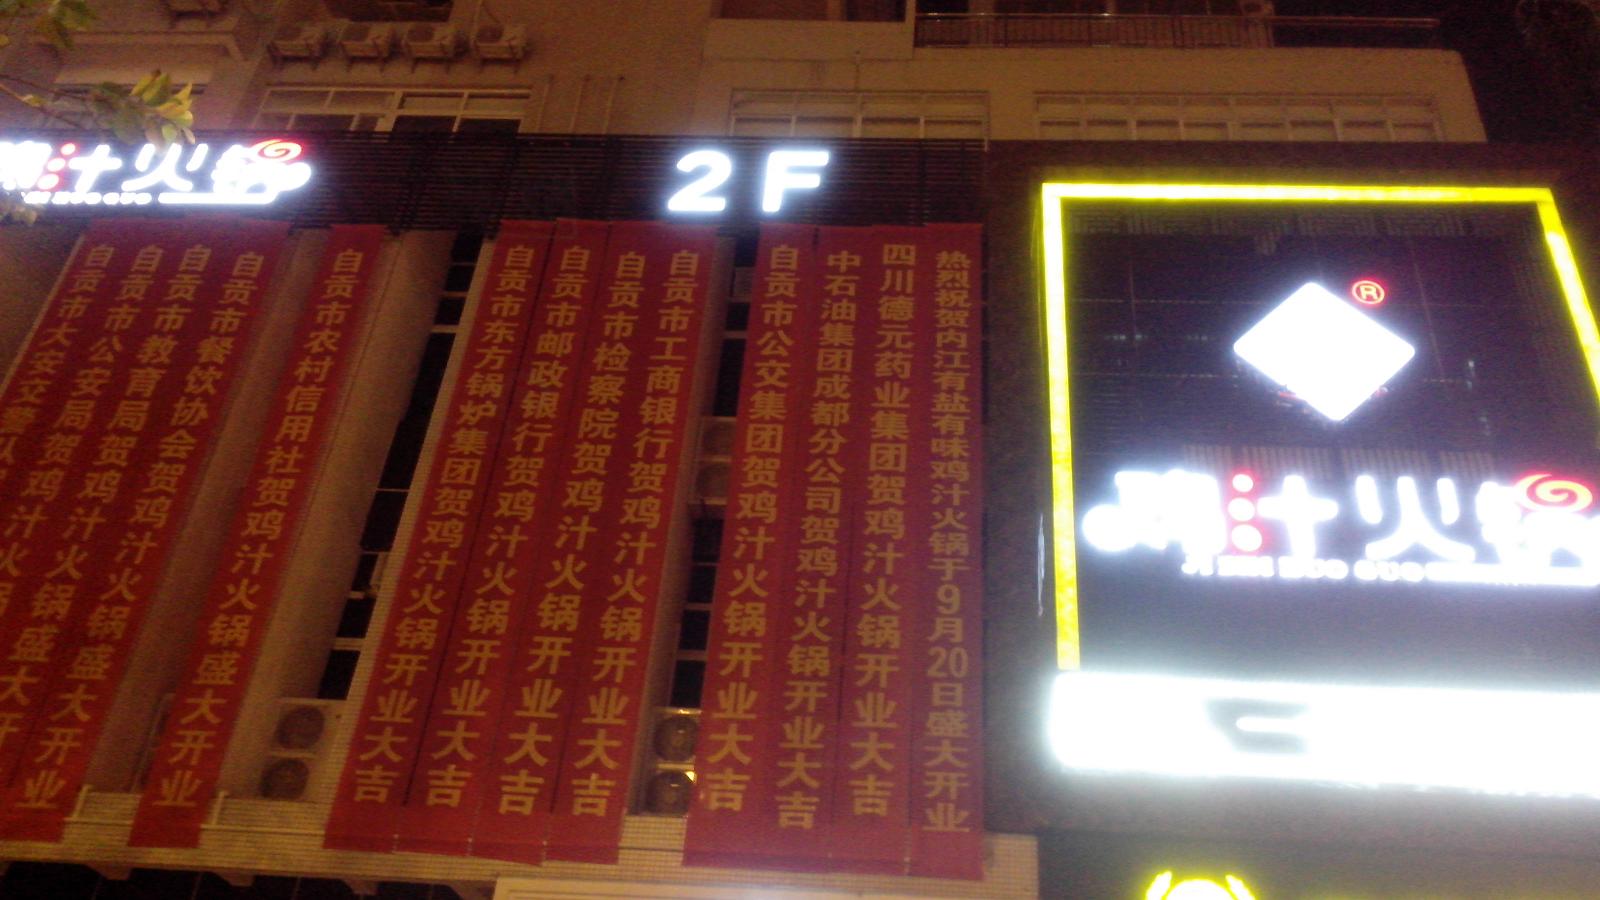 鸡汁火锅
2F
自贡市大安交警队贺鸡汁火锅盛大开业
自贡市公安局贺鸡汁火锅盛大开业
自贡市教育局贺鸡汁火锅盛大开业
自贡市餐饮协会贺鸡汁火锅盛大开业
自贡市农村信用社贺鸡汁火锅盛大开业
自贡市东方锅炉集团贺鸡汁火锅开业大吉
自贡市邮政银行贺鸡汁火锅开业大吉
自贡市检察院贺鸡汁火锅开业大吉
自贡市工商银行贺鸡汁火锅开业大吉
自贡市公交集团贺鸡汁火锅开业大吉
中石油集团成都分公司贺鸡汁火锅开业大吉
四川德元药业集团贺鸡汁火锅开业大吉
热烈祝贺内江有盐有味鸡汁火锅于9月20日盛大开业
®
鸡汁火锅
JI ZHI HUO GUO